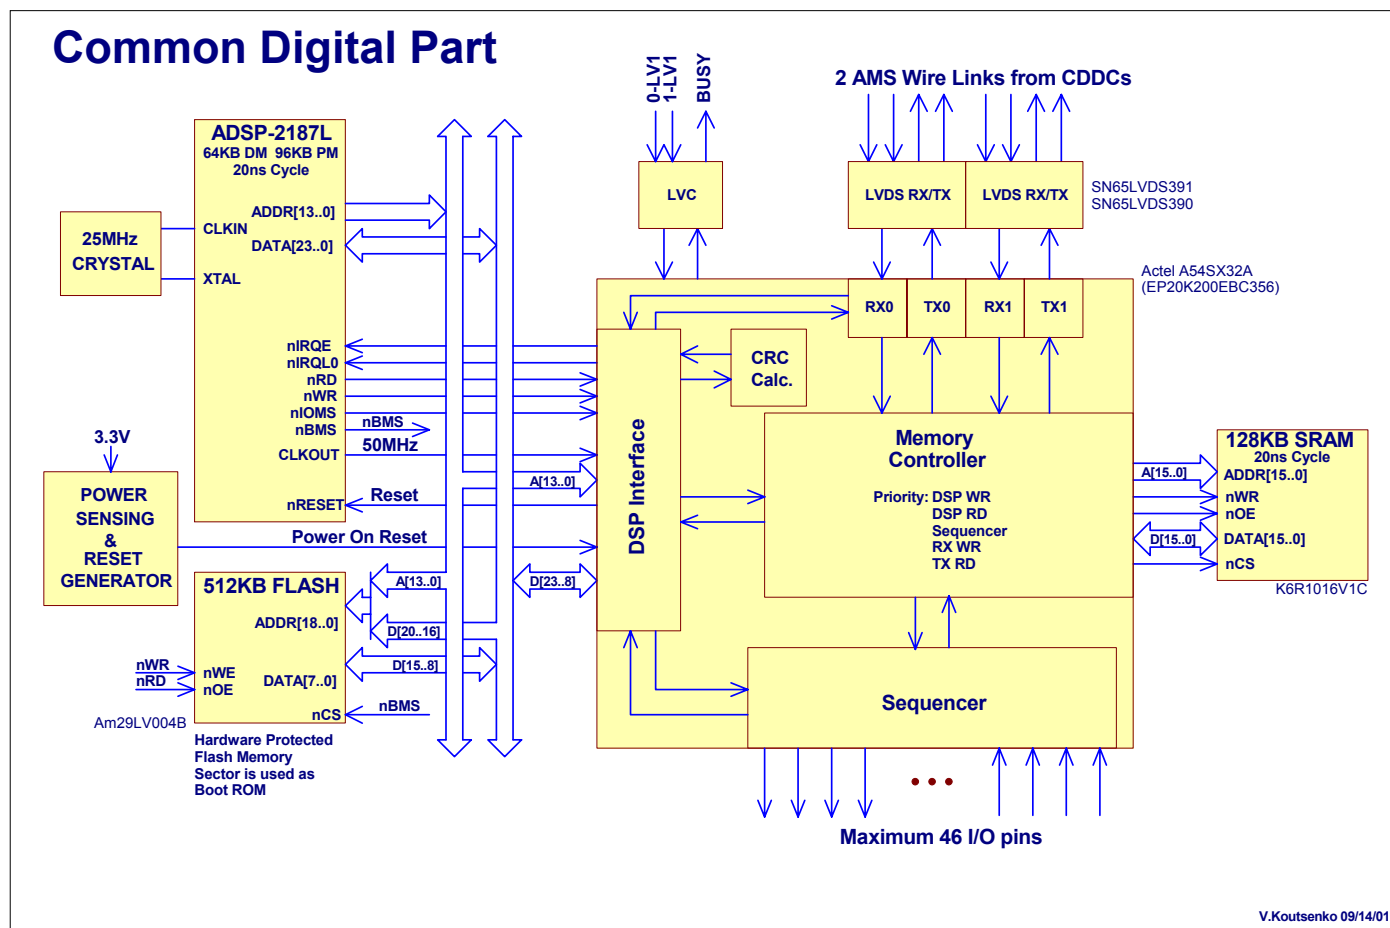 Common Digital Part
0-LV1
1-LV1
BUSY
2 AMS Wire Links from CDDCs
ADSP-2187L
64KB DM  96KB PM
20ns Cycle
ADDR[13..0]
CLKIN
DATA[23..0]
XTAL
nIRQE
nIRQL0
nRD
nWR
nIOMS
nBMS
CLKOUT
nRESET
25MHz
CRYSTAL
nBMS
50MHz
Reset
Power On Reset
3.3V
POWER
SENSING
&
RESET
GENERATOR
512KB FLASH
ADDR[18..0]
nWE
nOE
DATA[7..0]
nCS
nWR
nRD
Am29LV004B
nBMS
Hardware Protected
Flash Memory
Sector is used as
Boot ROM
A[13..0]
D[20..16]
D[15..8]
A[13..0]
D[23..8]
LVC
LVDS RX/TX
LVDS RX/TX
SN65LVDS391
SN65LVDS390
Actel A54SX32A
(EP20K200EBC356)
RX0
TX0
RX1
TX1
DSP Interface
CRC
Calc.
Memory
Controller
Priority: DSP WR
DSP RD
Sequencer
RX WR
TX RD
A[15..0]
D[15..0]
128KB SRAM
20ns Cycle
ADDR[15..0]
nWR
nOE
DATA[15..0]
nCS
K6R1016V1C
Sequencer
Maximum 46 I/O pins
V.Koutsenko 09/14/01